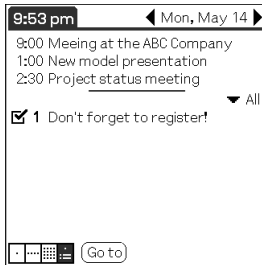 9:53 pm Mon, May 14
9:00 Meeing at the ABC Company
1:00 New model presentation
2:30 Project status meeting
All
1 Don't forget to register!
Go to